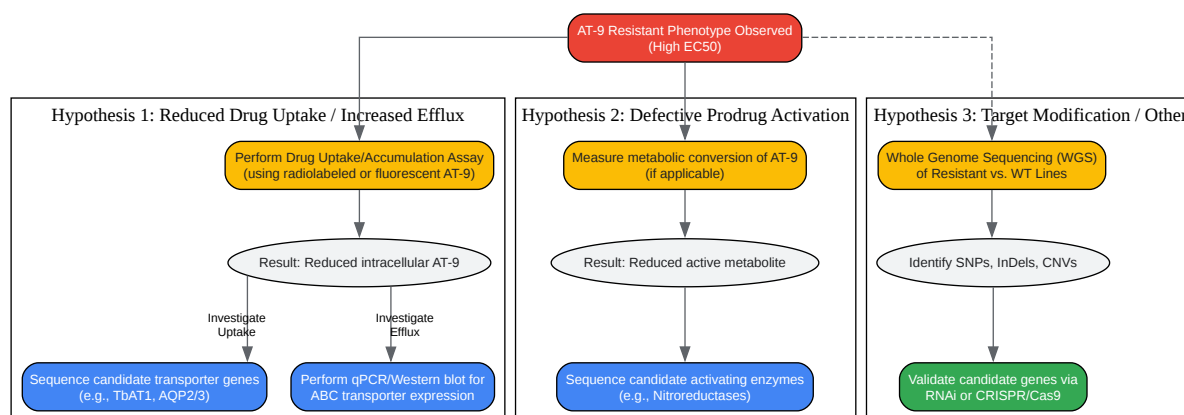 AT-9 Resistant Phenotype Observed
(High EC50)
Hypothesis 1: Reduced Drug Uptake / Increased Efflux
Perform Drug Uptake/Accumulation Assay
(using radiolabeled or fluorescent AT-9)
Result: Reduced intracellular AT-9
Investigate
Uptake
Investigate
Efflux
Sequence candidate transporter genes
(e.g., TbAT1, AQP2/3)
Perform qPCR/Western blot for
ABC transporter expression
Hypothesis 2: Defective Prodrug Activation
Measure metabolic conversion of AT-9
(if applicable)
Result: Reduced active metabolite
Sequence candidate activating enzymes
(e.g., Nitroreductases)
Hypothesis 3: Target Modification / Other
Whole Genome Sequencing (WGS)
of Resistant vs. WT Lines
Identify SNPs, InDels, CNVs
Validate candidate genes via
RNAi or CRISPR/Cas9